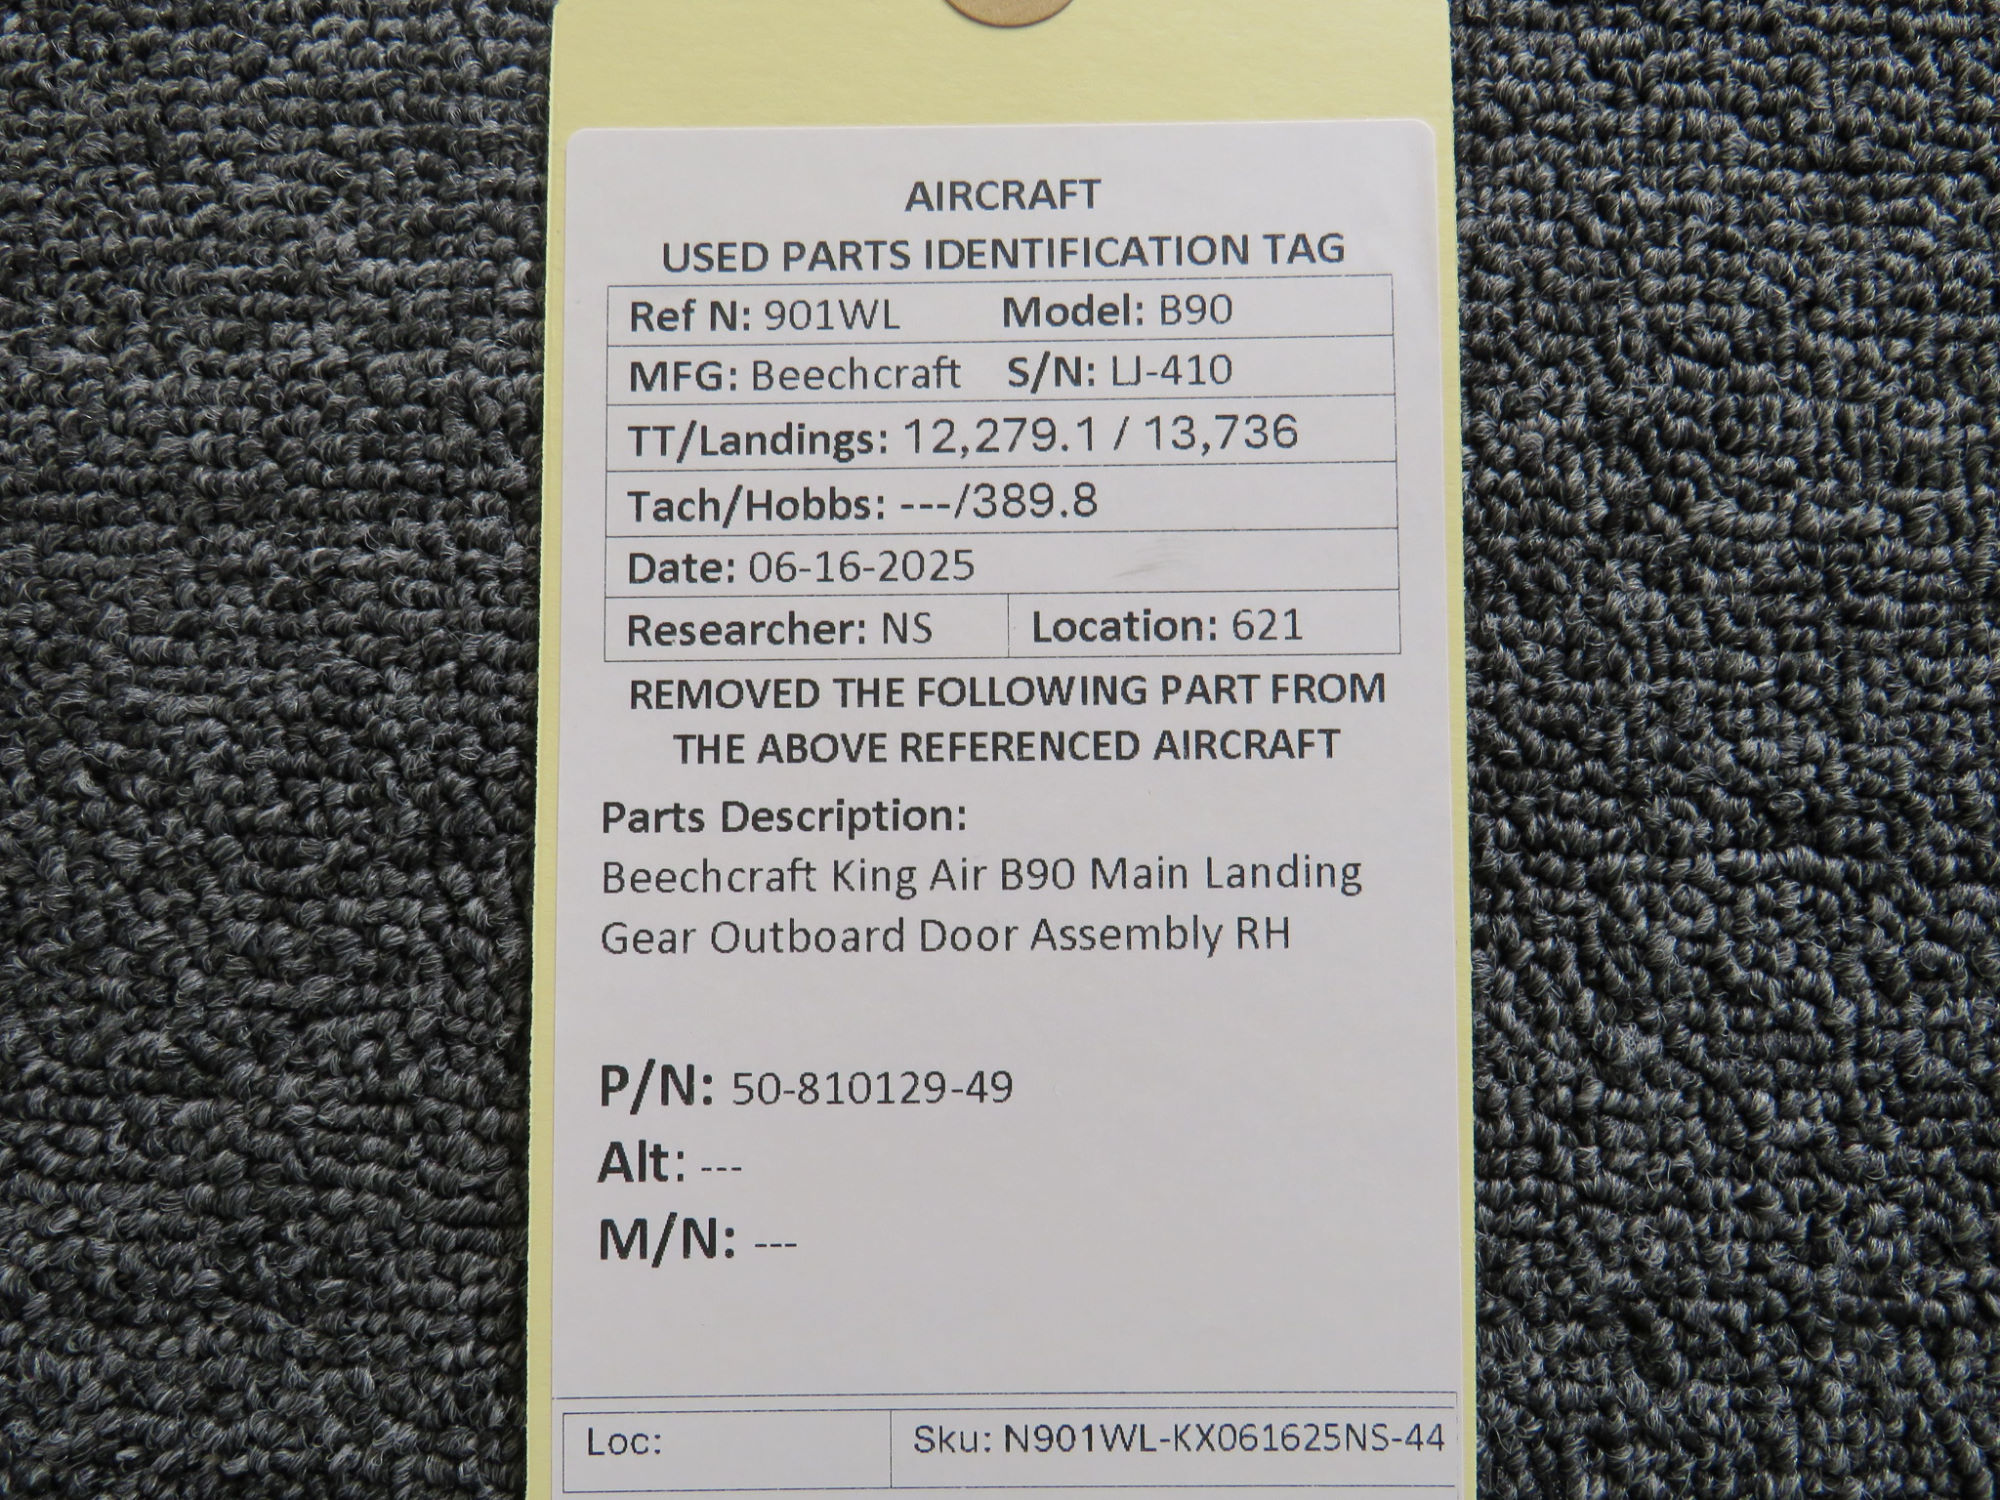 AIRCRAFT
USED PARTS IDENTIFICATION TAG
Ref N: 901WL Model: B90
MFG: Beechcraft S/N: LJ-410
TT/Landings: 12,279.1 / 13,736
Tach/Hobbs: ---/389.8
Date: 06-16-2025
Researcher: NS Location: 621
REMOVED THE FOLLOWING PART FROM
THE ABOVE REFERENCED AIRCRAFT
Parts Description:
Beechcraft King Air B90 Main Landing
Gear Outboard Door Assembly RH
P/N: 50-810129-49
Alt: ---
M/N: ---
Loc: Sku: N901WL-KX061625NS-44